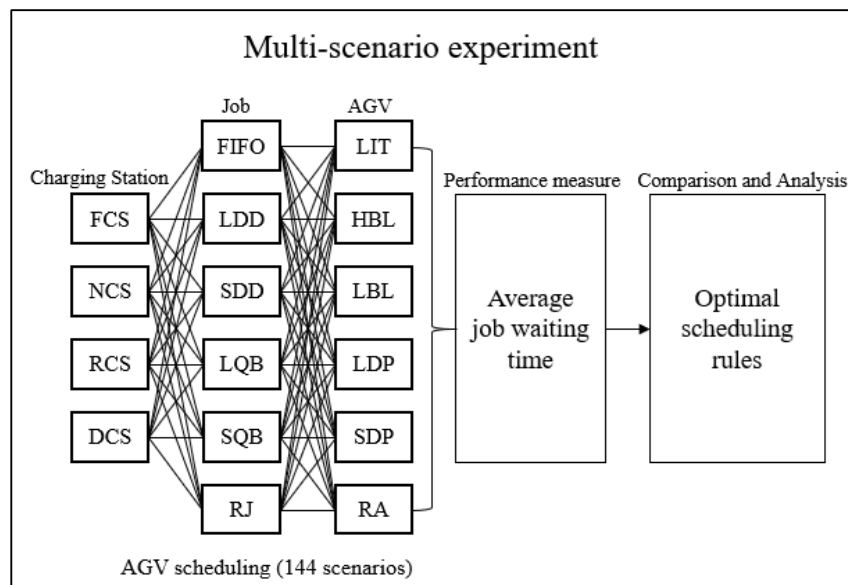 Multi-scenario experiment
Job
AGV
Charging Station
Performance measure
Comparison and Analysis
FIFO
LIT
FCS
LDD
HBL
NCS
SDD
LBL
RCS
LQB
LDP
DCS
SQB
SDP
RJ
RA
Average
job waiting
time
Optimal
scheduling
rules
AGV scheduling (144 scenarios)